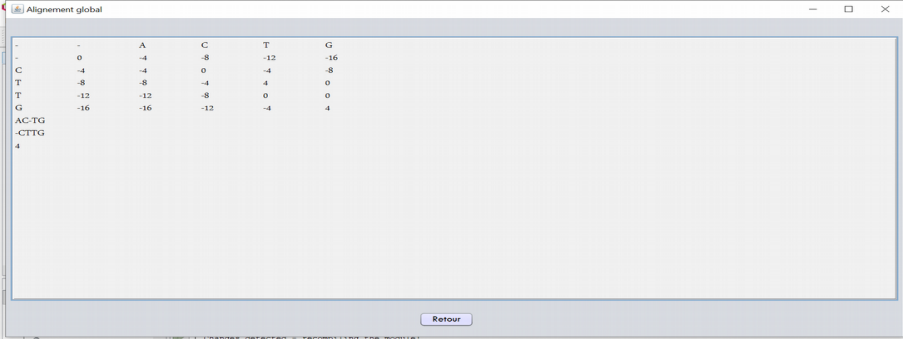 Alignement global
- - A C T G
- 0 -4 -8 -12 -16
C -4 -4 0 -4 -8
T -8 -8 -4 4 0
T -12 -12 -8 0 0
G -16 -16 -12 -4 4
AC-TG
-CTTG
4
Retour